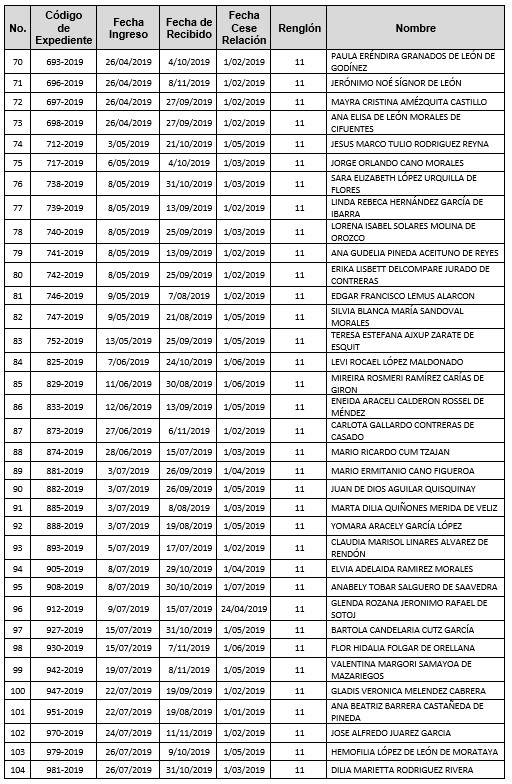 No. Código de Expediente Fecha Ingreso Fecha de Recibido Fecha Cese Relación Renglón Nombre
70 693-2019 26/04/2019 4/10/2019 1/02/2019 11 PAULA ERÉNDIRA GRANADOS DE LEÓN DE GODÍNEZ
71 696-2019 26/04/2019 8/11/2019 1/02/2019 11 JERÓNIMO NOÉ SÍGNOR DE LEÓN
72 697-2019 26/04/2019 27/09/2019 1/02/2019 11 MAYRA CRISTINA AMÉZQUITA CASTILLO
73 698-2019 26/04/2019 27/09/2019 1/02/2019 11 ANA ELISA DE LEÓN MORALES DE CIFUENTES
74 712-2019 3/05/2019 21/10/2019 1/05/2019 11 JESUS MARCO TULIO RODRIGUEZ REYNA
75 717-2019 6/05/2019 4/10/2019 1/03/2019 11 JORGE ORLANDO CANO MORALES
76 738-2019 8/05/2019 31/10/2019 1/03/2019 11 SARA ELIZABETH LÓPEZ URQUILLA DE FLORES
77 739-2019 8/05/2019 13/09/2019 1/02/2019 11 LINDA REBECA HERNÁNDEZ GARCÍA DE IBARRA
78 740-2019 8/05/2019 25/09/2019 1/03/2019 11 LORENA ISABEL SOLARES MOLINA DE OROZCO
79 741-2019 8/05/2019 13/09/2019 1/02/2019 11 ANA GUDELIA PINEDA ACEITUNO DE REYES
80 742-2019 8/05/2019 25/09/2019 1/02/2019 11 ERIKA LISBETT DELCOMPARE JURADO DE CONTRERAS
81 746-2019 9/05/2019 7/08/2019 1/02/2019 11 EDGAR FRANCISCO LEMUS ALARCON
82 747-2019 9/05/2019 21/08/2019 1/05/2019 11 SILVIA BLANCA MARÍA SANDOVAL MORALES
83 752-2019 13/05/2019 25/09/2019 1/05/2019 11 TERESA ESTEFANA AJXUP ZARATE DE ESQUIT
84 825-2019 7/06/2019 24/10/2019 1/06/2019 11 LEVI ROCAEL LÓPEZ MALDONADO
85 829-2019 11/06/2019 30/08/2019 1/06/2019 11 MIREIRA ROSMERI RAMÍREZ CARÍAS DE GIRON
86 833-2019 12/06/2019 13/09/2019 1/05/2019 11 ENEIDA ARACELI CALDERON ROSSEL DE MÉNDEZ
87 873-2019 27/06/2019 6/11/2019 1/02/2019 11 CARLOTA GALLARDO CONTRERAS DE CASADO
88 874-2019 28/06/2019 15/07/2019 1/03/2019 11 MARIO RICARDO CUM TZAJAN
89 881-2019 3/07/2019 26/09/2019 1/04/2019 11 MARIO ERMITANIO CANO FIGUEROA
90 882-2019 3/07/2019 26/09/2019 1/05/2019 11 JUAN DE DIOS AGUILAR QUISQUINAY
91 885-2019 3/07/2019 8/08/2019 1/03/2019 11 MARTA DILIA QUIÑONES MERIDA DE VELIZ
92 888-2019 3/07/2019 19/08/2019 1/05/2019 11 YOMARA ARACELY GARCÍA LÓPEZ
93 893-2019 5/07/2019 17/07/2019 1/02/2019 11 CLAUDIA MARISOL LINARES ALVAREZ DE RENDÓN
94 905-2019 8/07/2019 29/10/2019 1/04/2019 11 ELVIA ADELAIDA RAMIREZ MORALES
95 908-2019 8/07/2019 30/10/2019 1/07/2019 11 ANABELY TOBAR SALGUERO DE SAAVEDRA
96 912-2019 9/07/2019 15/07/2019 24/04/2019 11 GLENDA ROZANA JERONIMO RAFAEL DE SOTOJ
97 927-2019 15/07/2019 31/10/2019 1/05/2019 11 BARTOLA CANDELARIA CUTZ GARCÍA
98 930-2019 15/07/2019 7/11/2019 1/06/2019 11 FLOR HIDALIA FOLGAR DE ORELLANA
99 942-2019 19/07/2019 8/11/2019 1/05/2019 11 VALENTINA MARGORI SAMAYOA DE MAZARIEGOS
100 947-2019 22/07/2019 19/09/2019 1/02/2019 11 GLADIS VERONICA MELENDEZ CABRERA
101 951-2019 22/07/2019 19/08/2019 1/01/2019 11 ANA BEATRIZ BARRERA CASTAÑEDA DE PINEDA
102 970-2019 24/07/2019 11/11/2019 1/02/2019 11 JOSE ALFREDO JUAREZ GARCIA
103 979-2019 26/07/2019 9/10/2019 1/05/2019 11 HEMOFILIA LÓPEZ DE LEÓN DE MORATAYA
104 981-2019 26/07/2019 31/10/2019 1/03/2019 11 DILIA MARIETTA RODRIGUEZ RIVERA